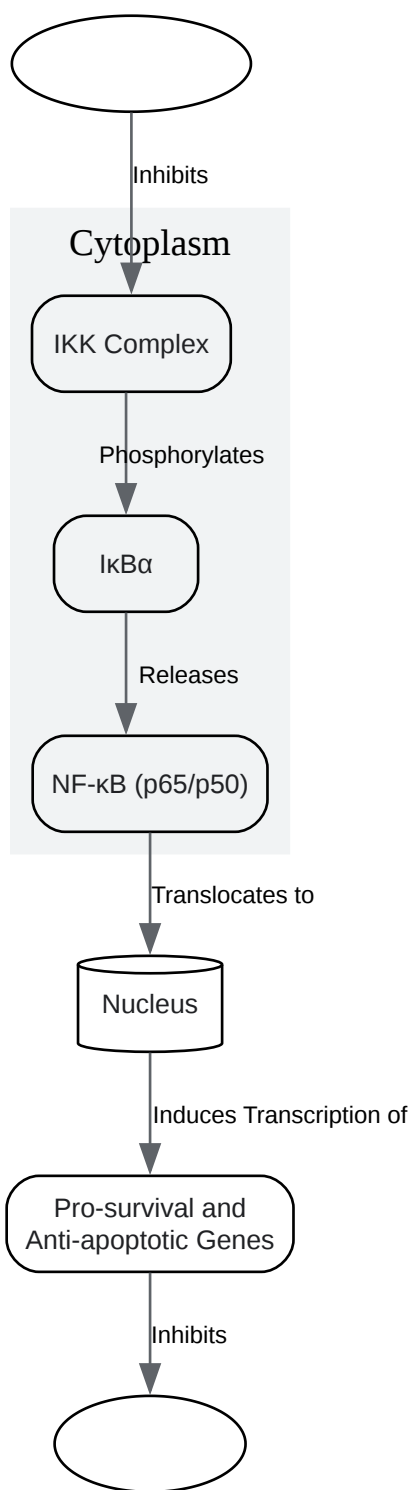 Inhibits
Cytoplasm
IKK Complex
Phosphorylates
IκBα
Releases
NF-κB (p65/p50)
Translocates to
Nucleus
Induces Transcription of
Pro-survival and
Anti-apoptotic Genes
Inhibits